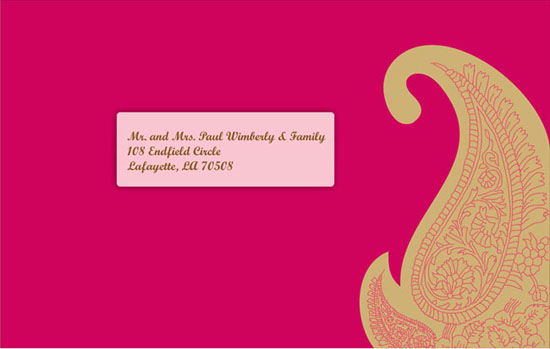 Mr. and Mrs. Paul Wimberly & Family
108 Endfield Circle
Lafayette, LA 70508